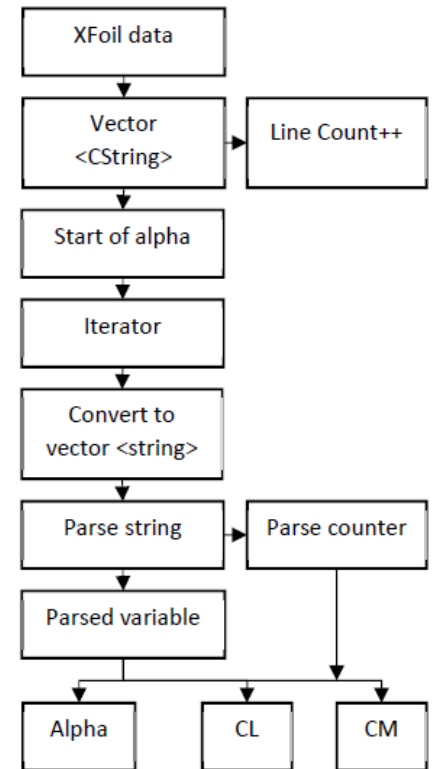 XFoil data
Vector
<CString>
Line Count++
Start of alpha
Iterator
Convert to
vector <string>
Parse string
Parse counter
Parsed variable
Alpha
CL
CM